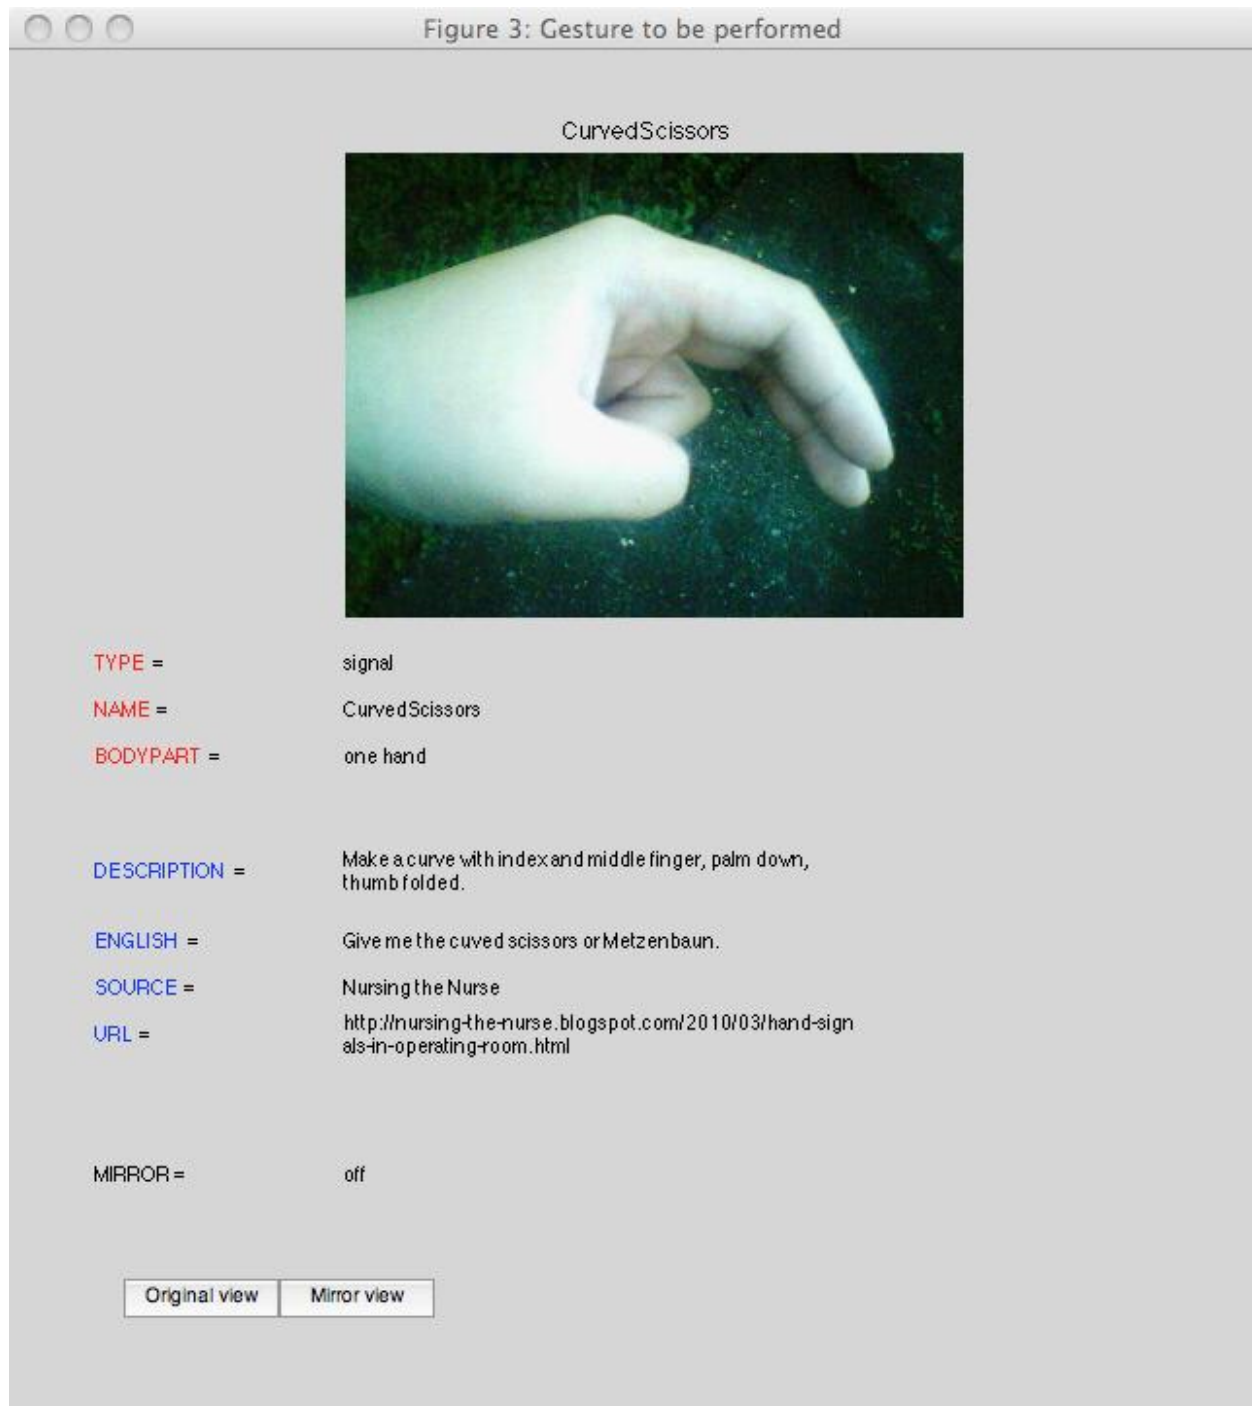 Figure 3: Gesture to be performed
CurvedScissors
TYPE = signal
NAME = CurvedScissors
BODYPART = one hand
DESCRIPTION = Make a curve with index and middle finger, palm down,
thumb folded.
ENGLISH = Give me the cuved scissors or Metzenbaun.
SOURCE = Nursing the Nurse
URL = http://nursing-the-nurse.blogspot.com/2010/03/hand-sign
als-in-operating-room.html
MIRROR = off
Original view Mirror view